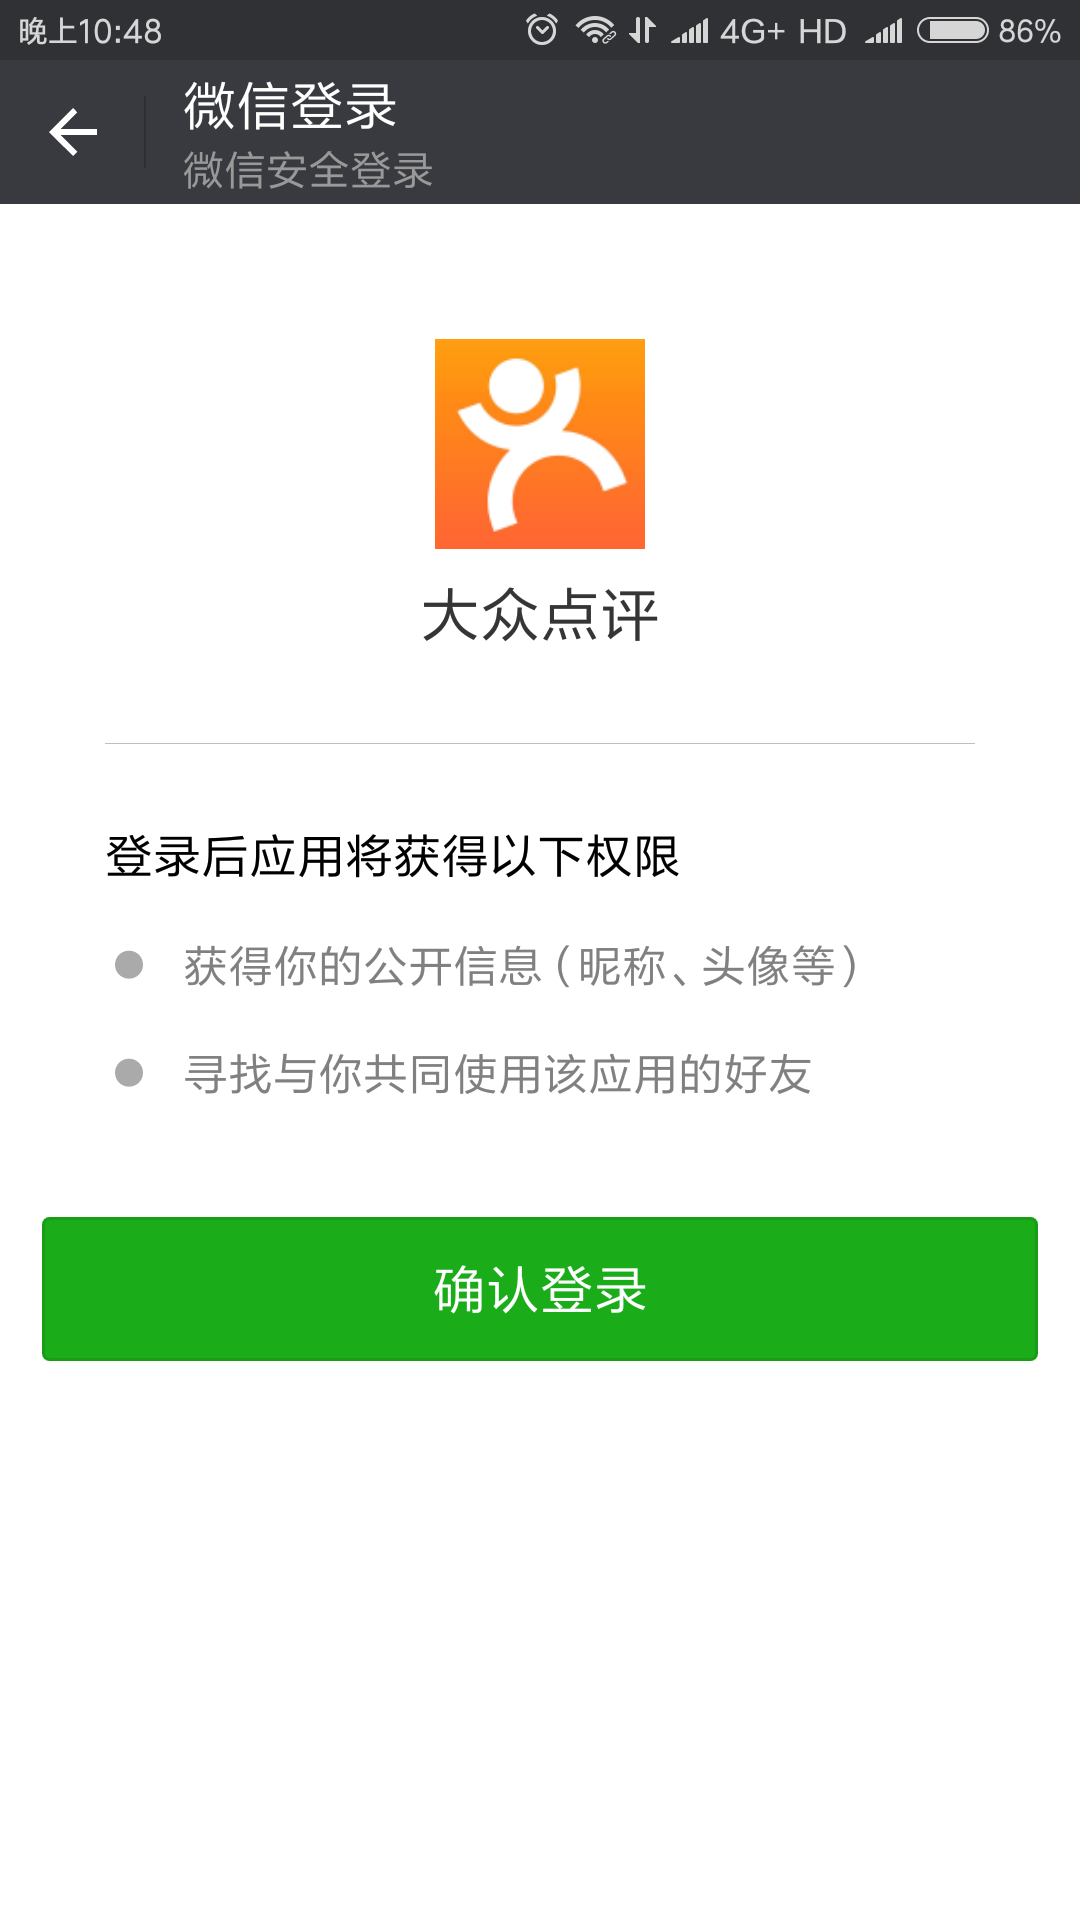 晚上10:48
4G+ HD
86%
微信登录
微信安全登录
大众点评
登录后应用将获得以下权限
获得你的公开信息（昵称、头像等）
寻找与你共同使用该应用的好友
确认登录